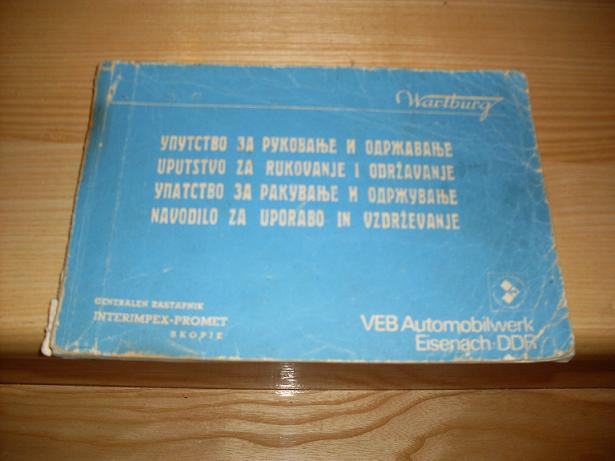 Wartburg
УПУТСТВО ЗА РУКОВАЊЕ И ОДРЖАВАЊЕ
UPUTSTVO ZA RUKOVANJE I ODRŽAVANJE
УПАТСТВО ЗА РАКУВАЊЕ И ОДРЖУВАЊЕ
NAVODILO ZA UPORABO IN VZDRŽEVANJE
GENERALEN ZASTAPNIK
INTERIMPEX-PROMET
SKOPJE
VEB Automobilwerk
Eisenach·DDR